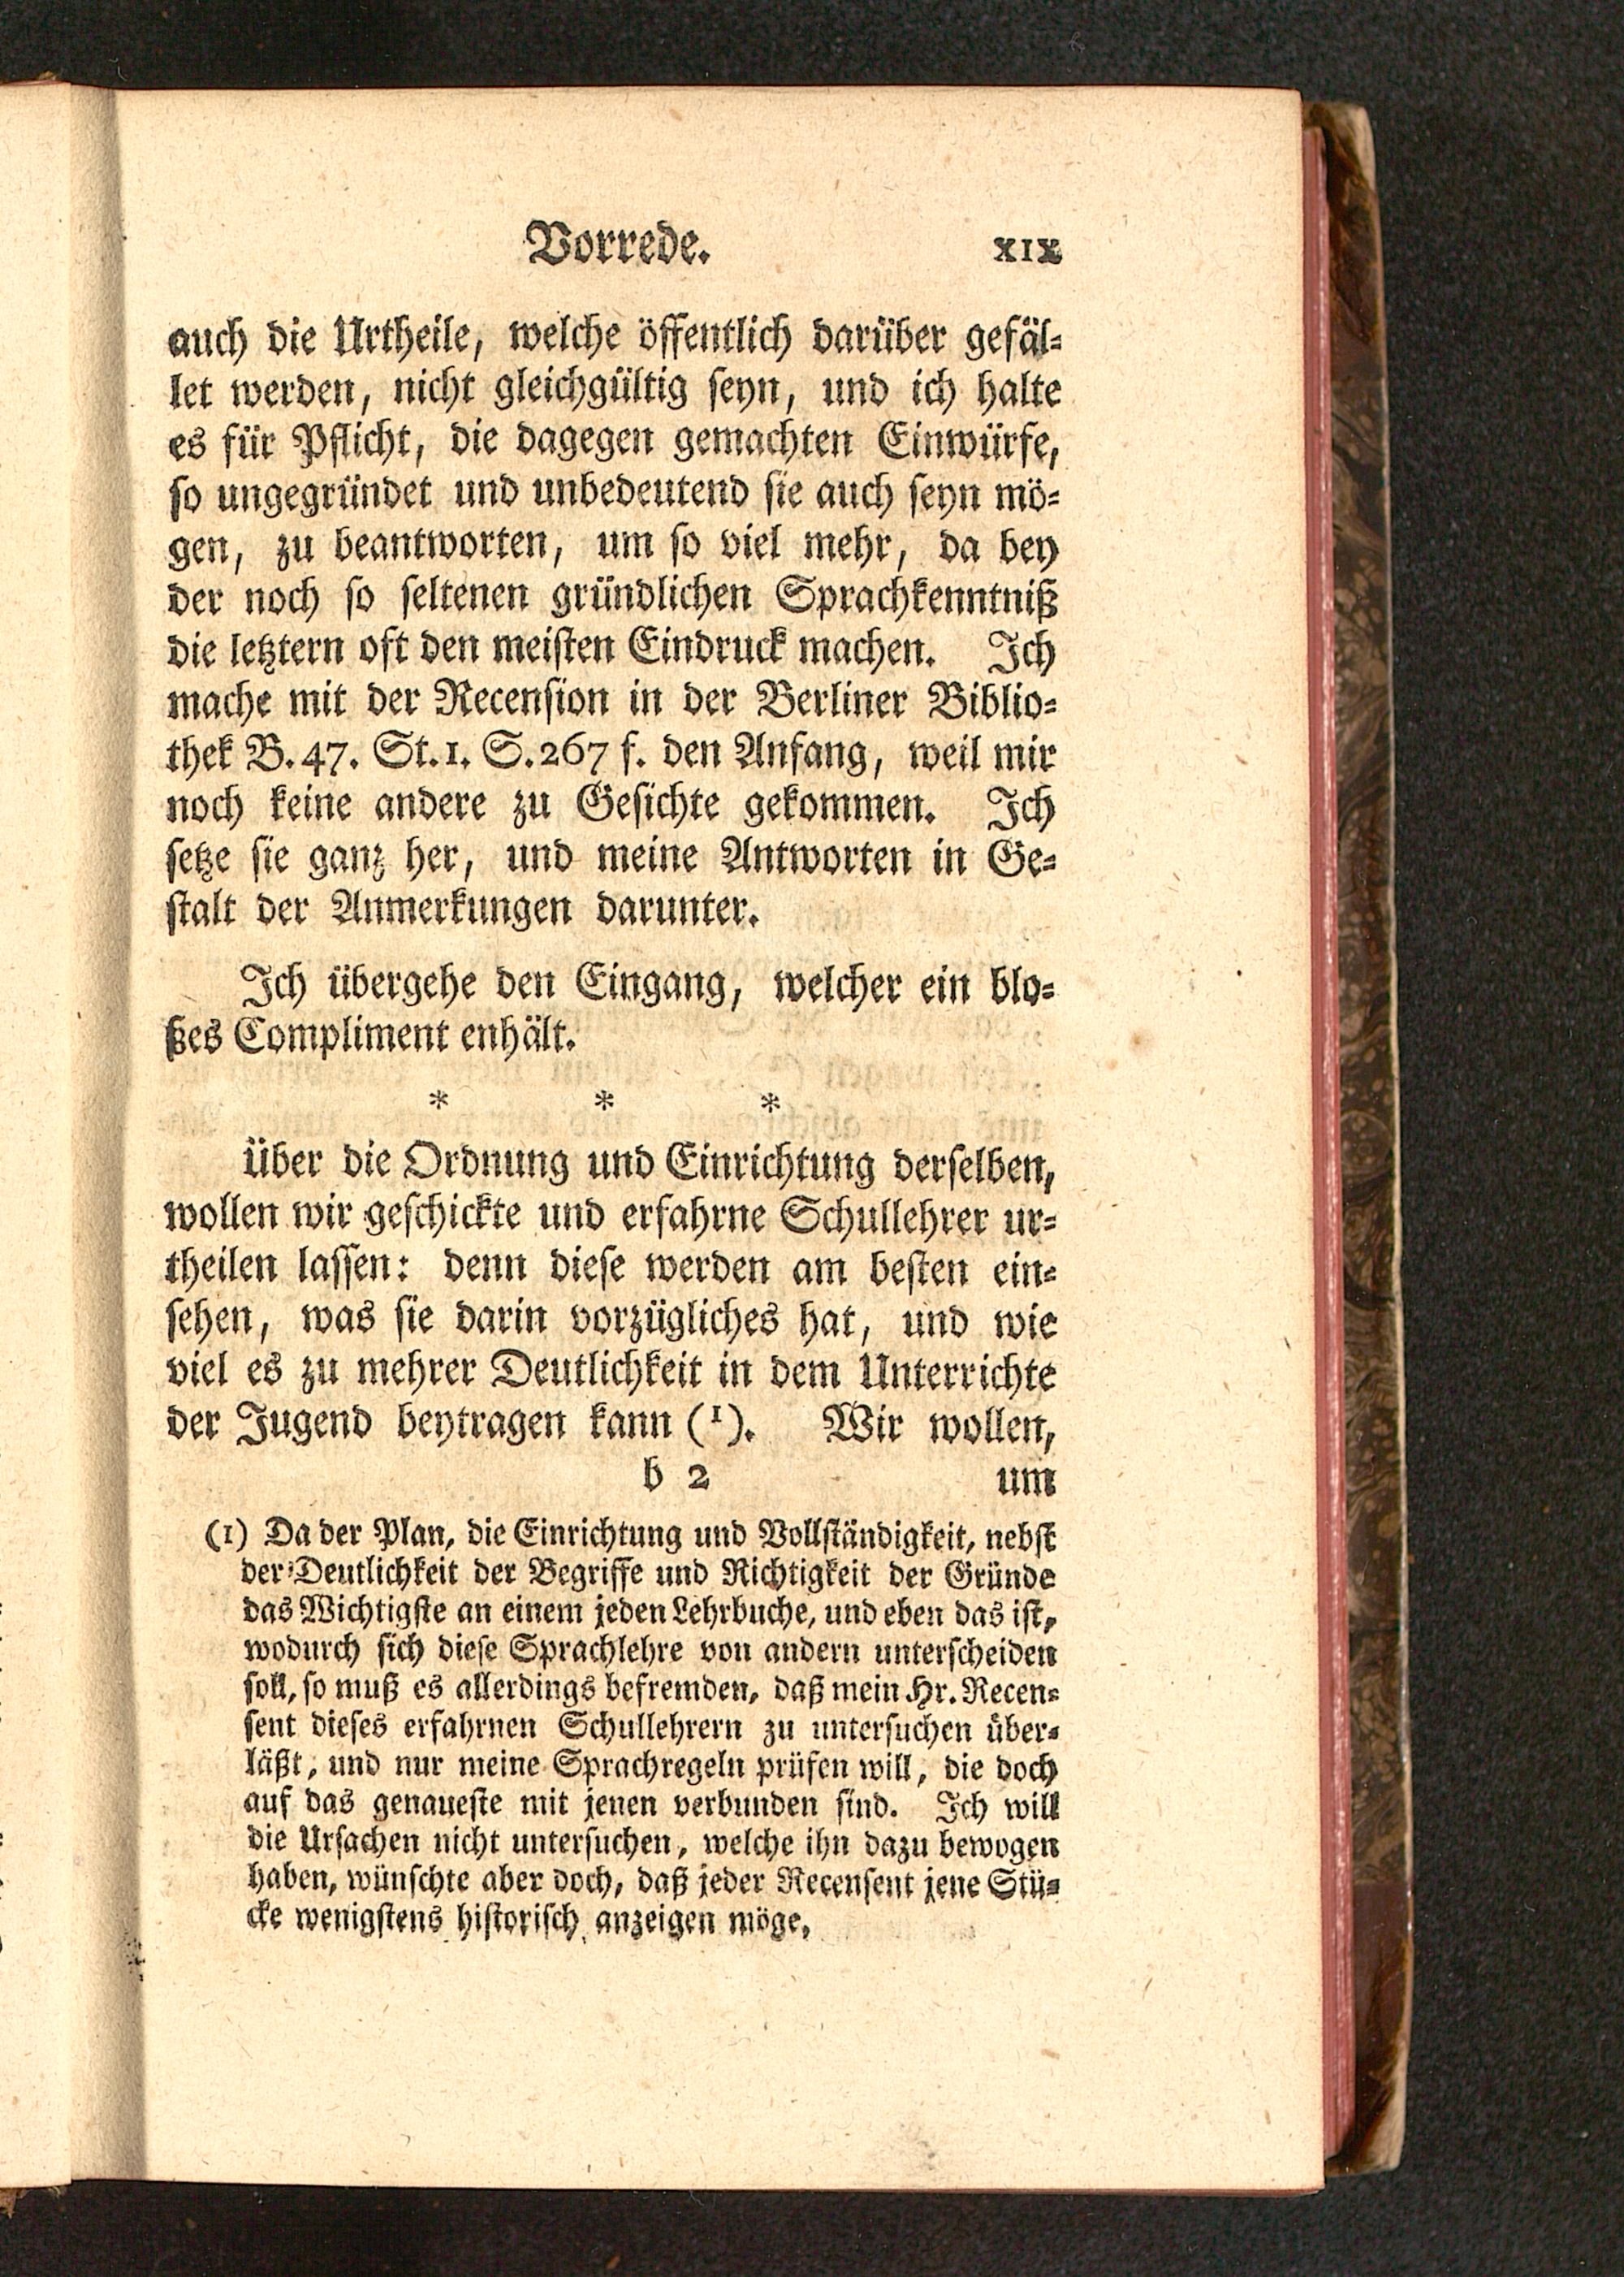 Vorrede. XIX
auch die Urtheile, welche öffentlich darüber gefäl⸗
let werden, nicht gleichgültig seyn, und ich halte
es für Pflicht, die dagegen gemachten Einwürfe,
so ungegründet und unbedeutend sie auch seyn mö⸗
gen, zu beantworten, um so viel mehr, da bey
der noch so seltenen gründlichen Sprachkenntniß
die letztern oft den meisten Eindruck machen. Ich
mache mit der Recension in der Berliner Biblio⸗
thek B. 47. St. 1. S. 267 f. den Anfang, weil mir
noch keine andere zu Gesichte gekommen. Ich
setze sie ganz her, und meine Antworten in Ge⸗
stalt der Anmerkungen darunter.
Ich übergehe den Eingang, welcher ein blo⸗
ßes Compliment enhält.
* * *
über die Ordnung und Einrichtung derselben,
wollen wir geschickte und erfahrne Schullehrer ur⸗
theilen lassen: denn diese werden am besten ein⸗
sehen, was sie darin vorzügliches hat, und wie
viel es zu mehrer Deutlichkeit in dem Unterrichte
der Jugend beytragen kann (1). Wir wollen,
b 2 um
(1) Da der Plan, die Einrichtung und Vollständigkeit, nebst
der Deutlichkeit der Begriffe und Richtigkeit der Gründe
das Wichtigste an einem jeden Lehrbuche, und eben das ist,
wodurch sich diese Sprachlehre von andern unterscheiden
soll, so muß es allerdings befremden, daß mein Hr. Recen⸗
sent dieses erfahrnen Schullehrern zu untersuchen über⸗
läßt, und nur meine Sprachregeln prüfen will, die doch
auf das genaueste mit jenen verbunden sind. Ich will
die Ursachen nicht untersuchen, welche ihn dazu bewogen
haben, wünschte aber doch, daß jeder Recensent jene Stü⸗
cke wenigstens historisch anzeigen möge.